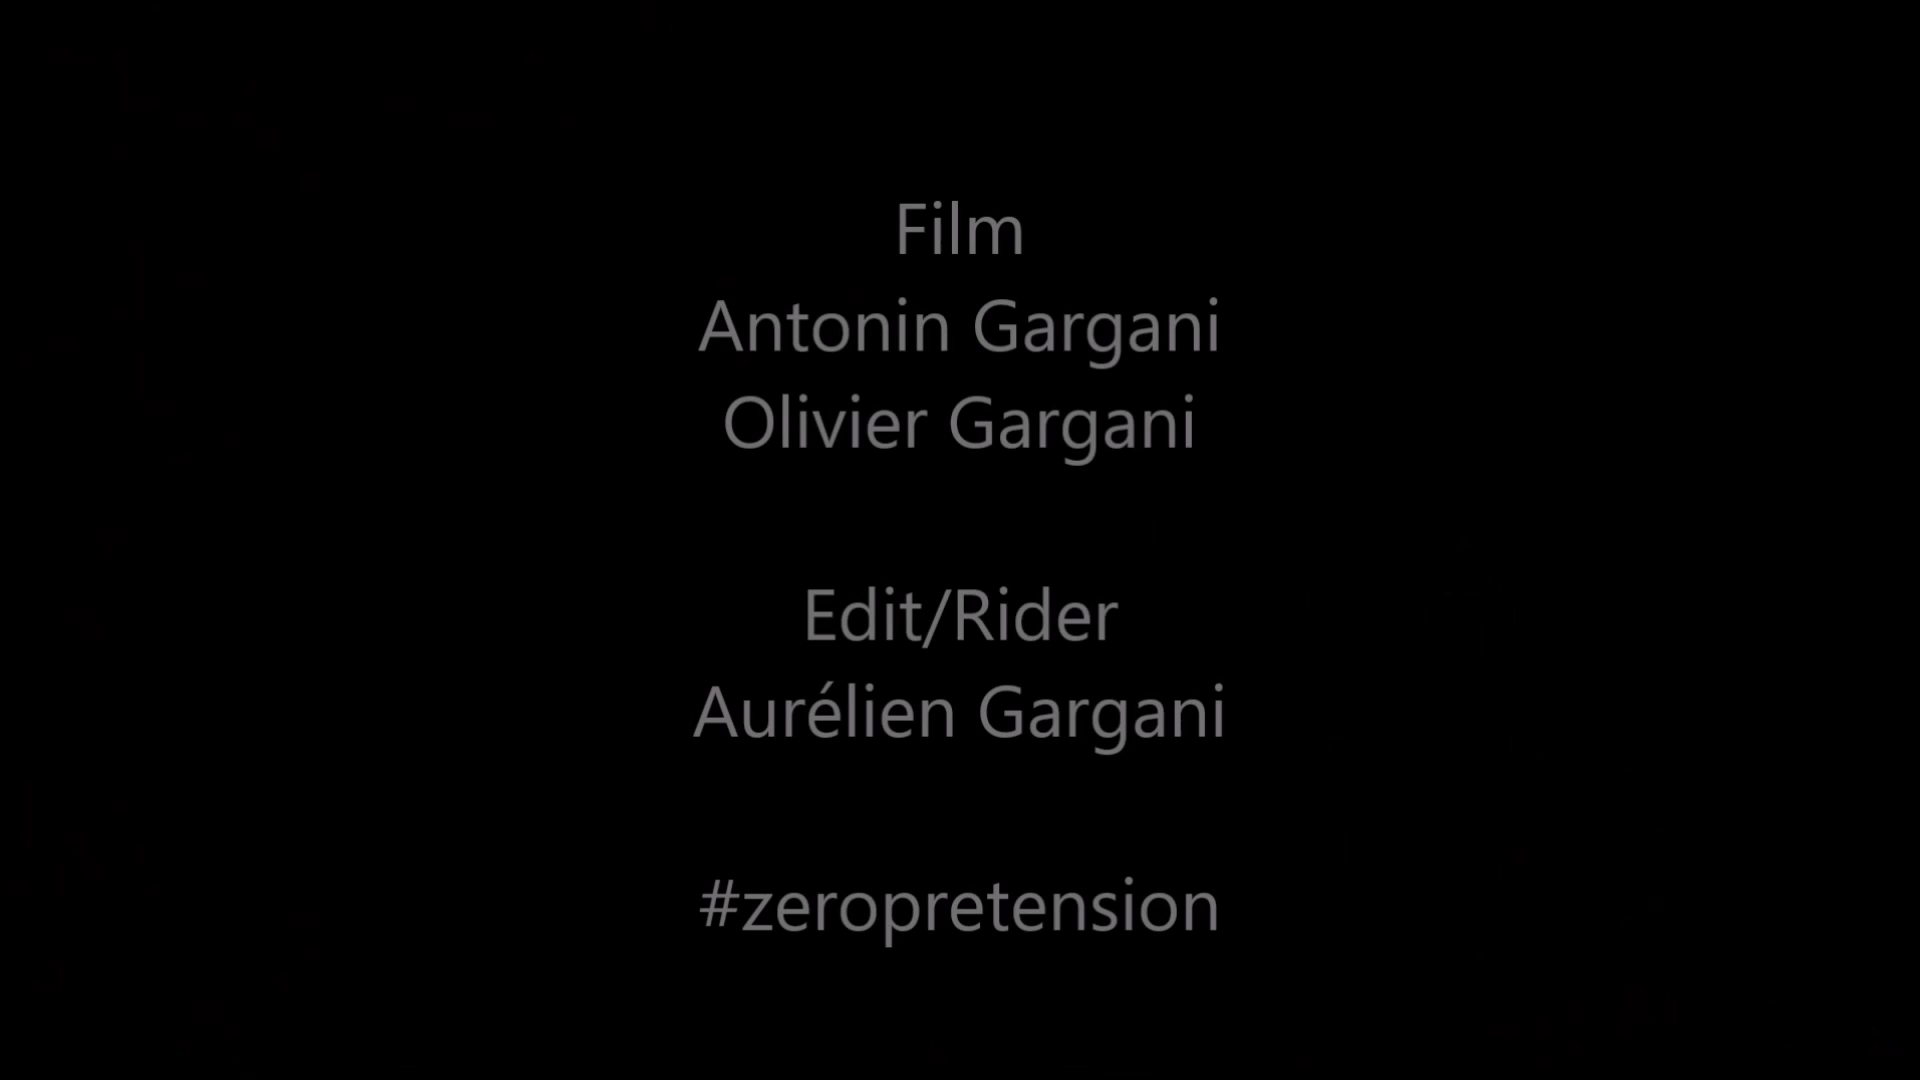 Film
Antonin Gargani
Olivier Gargani
Edit/Rider
Aurélien Gargani
#zeropretension